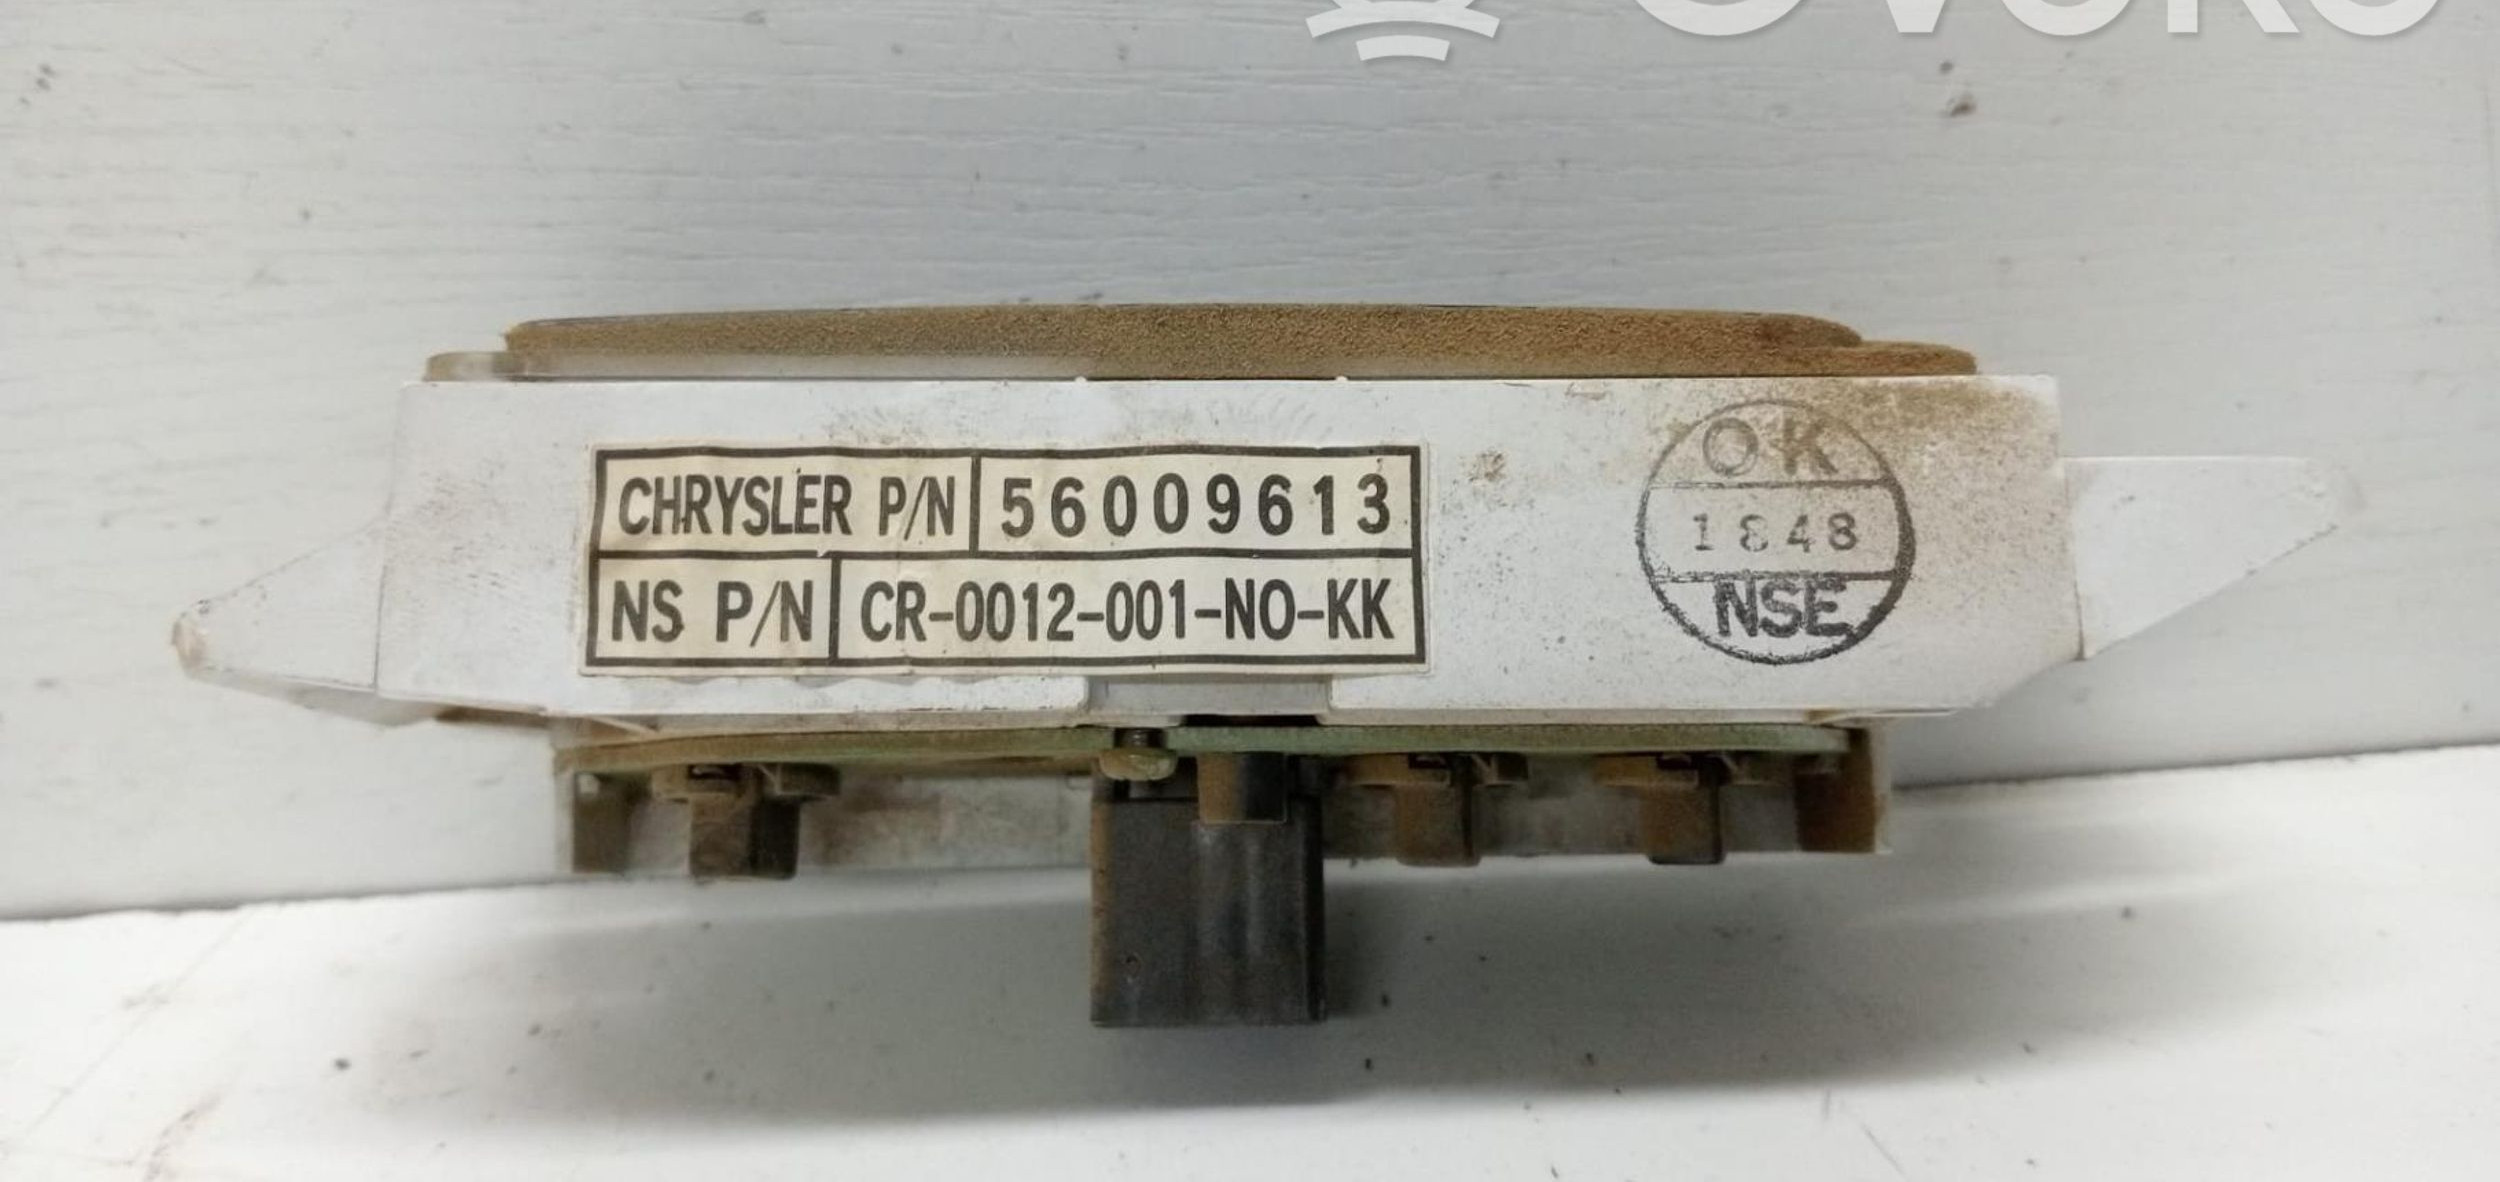 CHRYSLER P/N 56009613
NS P/N CR-0012-001-NO-KK
OK
1848
NSE